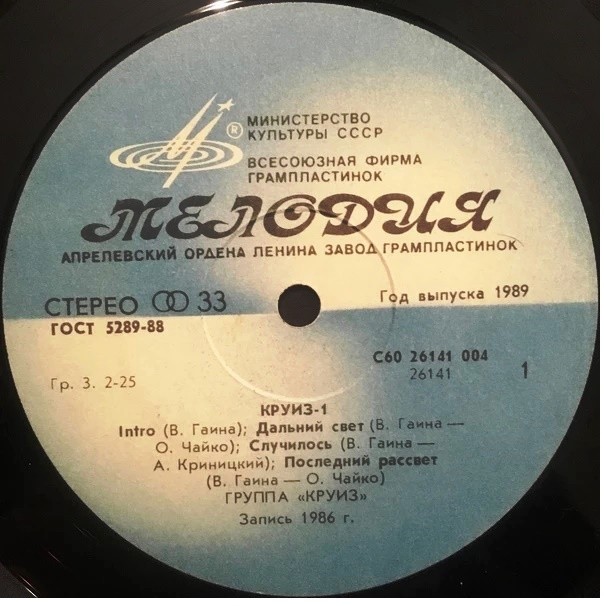 ®
МИНИСТЕРСТВО
КУЛЬТУРЫ СССР
ВСЕСОЮЗНАЯ ФИРМА
ГРАМПЛАСТИНОК
МЕЛОДИЯ
АПРЕЛЕВСКИЙ ОРДЕНА ЛЕНИНА ЗАВОД ГРАМПЛАСТИНОК
СТЕРЕО 33
Год выпуска 1989
ГОСТ 5289-88
С60 26141 004
Гр. 3. 2-25
26141
1
КРУИЗ-1
Intro (В. Гаина); Дальний свет (В. Гаина —
О. Чайко); Случилось (В. Гаина —
А. Криницкий); Последний рассвет
(В. Гаина — О. Чайко)
ГРУППА «КРУИЗ»
Запись 1986 г.